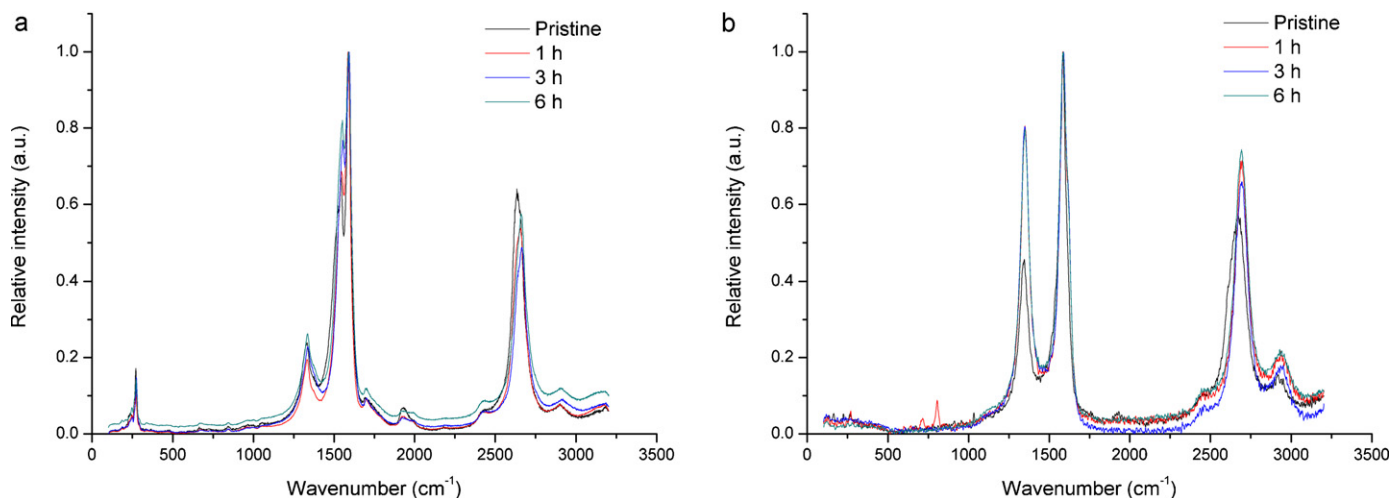 a
Pristine
1 h
3 h
6 h
1.0
0.8
0.6
0.4
0.2
0.0
Relative intensity (a.u.)
0 500 1000 1500 2000 2500 3000 3500
Wavenumber (cm⁻¹)
b
Pristine
1 h
3 h
6 h
1.0
0.8
0.6
0.4
0.2
0.0
Relative intensity (a.u.)
0 500 1000 1500 2000 2500 3000 3500
Wavenumber (cm⁻¹)